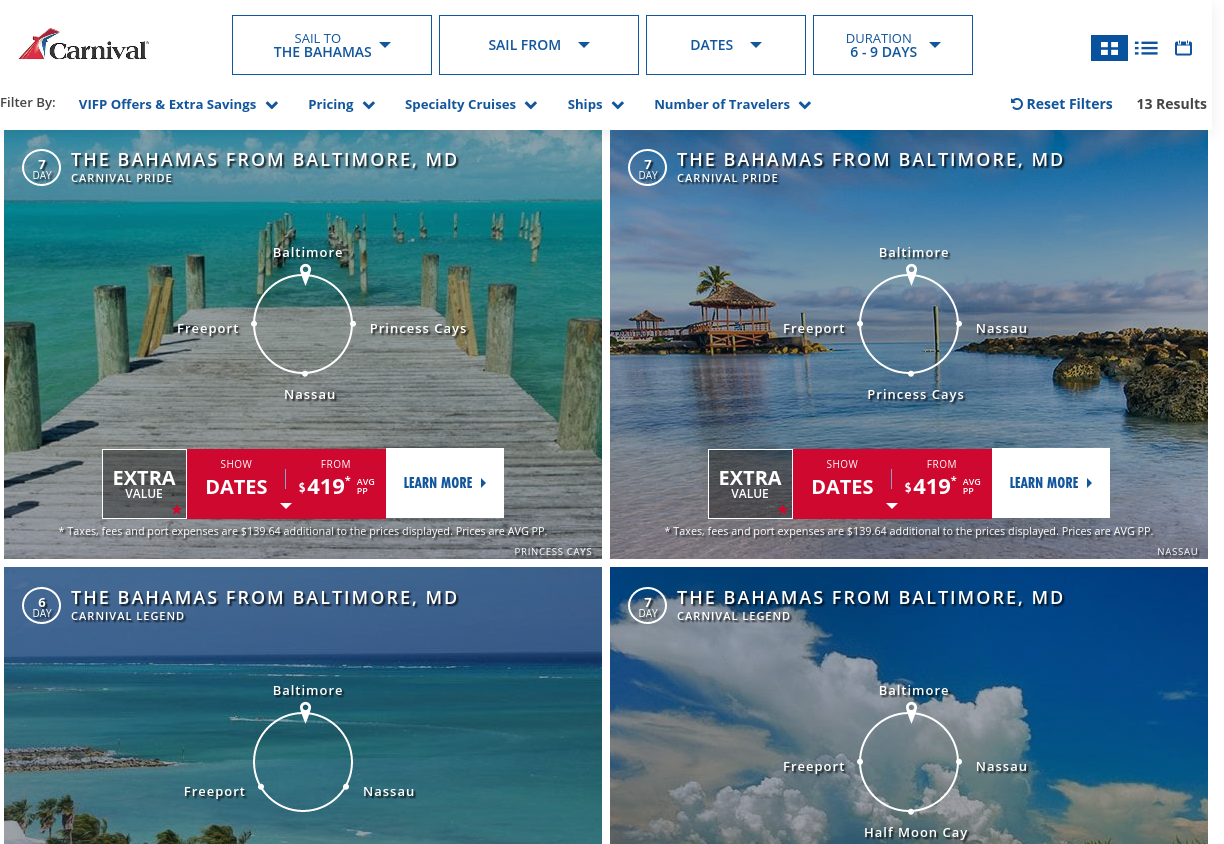 Carnival
SAIL TO
THE BAHAMAS
SAIL FROM
DATES
DURATION
6 - 9 DAYS
Filter By:
VIFP Offers & Extra Savings
Pricing
Specialty Cruises
Ships
Number of Travelers
Reset Filters
13 Results
7
DAY
THE BAHAMAS FROM BALTIMORE, MD
CARNIVAL PRIDE
Baltimore
Freeport
Princess Cays
Nassau
EXTRA
VALUE
SHOW
DATES
FROM
$419*
AVG
PP
LEARN MORE
* Taxes, fees and port expenses are $139.64 additional to the prices displayed. Prices are AVG PP.
PRINCESS CAYS
7
DAY
THE BAHAMAS FROM BALTIMORE, MD
CARNIVAL PRIDE
Baltimore
Freeport
Nassau
Princess Cays
EXTRA
VALUE
SHOW
DATES
FROM
$419*
AVG
PP
LEARN MORE
* Taxes, fees and port expenses are $139.64 additional to the prices displayed. Prices are AVG PP.
NASSAU
6
DAY
THE BAHAMAS FROM BALTIMORE, MD
CARNIVAL LEGEND
Baltimore
Freeport
Nassau
7
DAY
THE BAHAMAS FROM BALTIMORE, MD
CARNIVAL LEGEND
Baltimore
Freeport
Nassau
Half Moon Cay